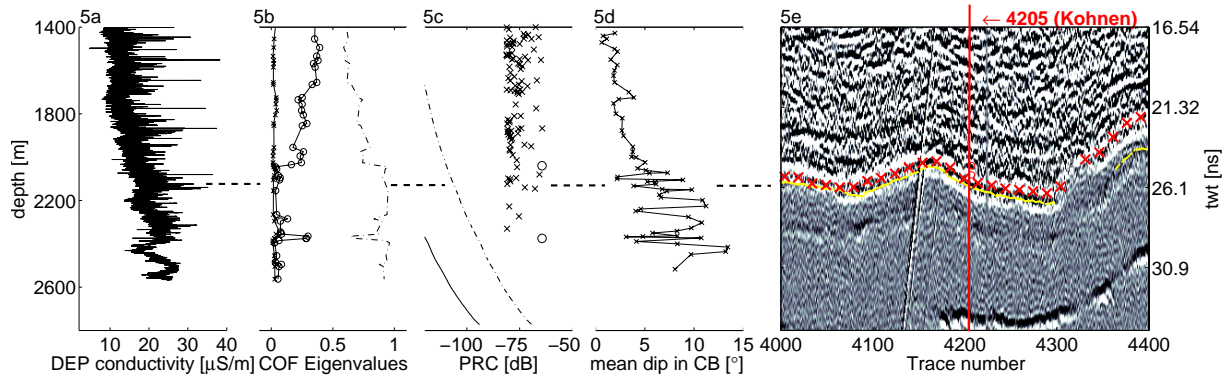 5a 5b 5c 5d 5e
← 4205 (Kohnen)
1400 16.54
1800 21.32
2200 26.1
2600 30.9
depth [m]
twt [ns]
10 20 30 40 0 0.5 1 −100 −50 0 5 10 15 4000 4100 4200 4300 4400
DEP conductivity [μS/m] COF Eigenvalues PRC [dB] mean dip in CB [°] Trace number